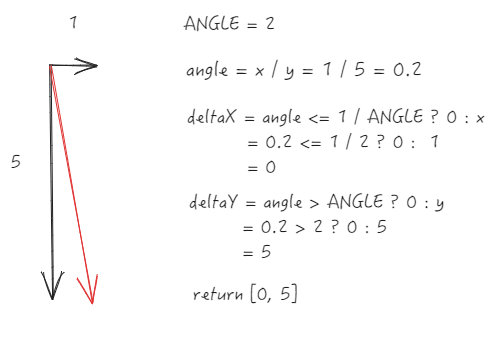 1
ANGLE = 2
angle = x / y = 1 / 5 = 0.2
deltaX = angle <= 1 / ANGLE ? 0 : x
= 0.2 <= 1 / 2 ? 0 : 1
= 0
5
deltaY = angle > ANGLE ? 0 : y
= 0.2 > 2 ? 0 : 5
= 5
return [0, 5]